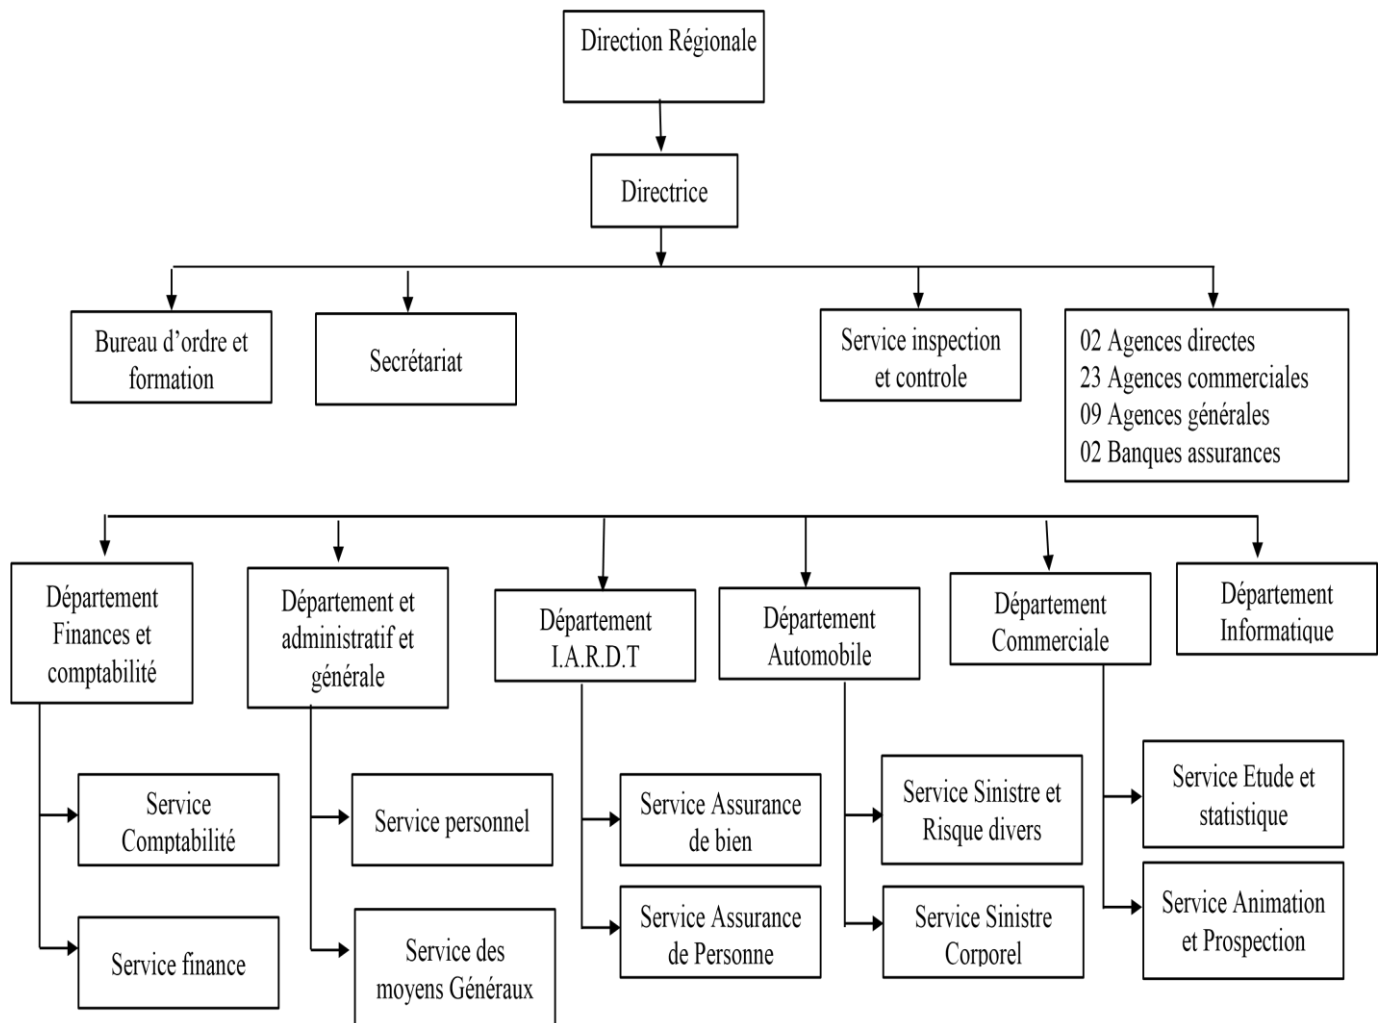 Direction Régionale
Directrice
Bureau d’ordre et
formation
Secrétariat
Service inspection
et controle
02 Agences directes
23 Agences commerciales
09 Agences générales
02 Banques assurances
Département
Finances et
comptabilité
Département et
administratif et
générale
Département
I.A.R.D.T
Département
Automobile
Département
Commerciale
Département
Informatique
Service
Comptabilité
Service personnel
Service Assurance
de bien
Service Sinistre et
Risque divers
Service Etude et
statistique
Service finance
Service des
moyens Généraux
Service Assurance
de Personne
Service Sinistre
Corporel
Service Animation
et Prospection